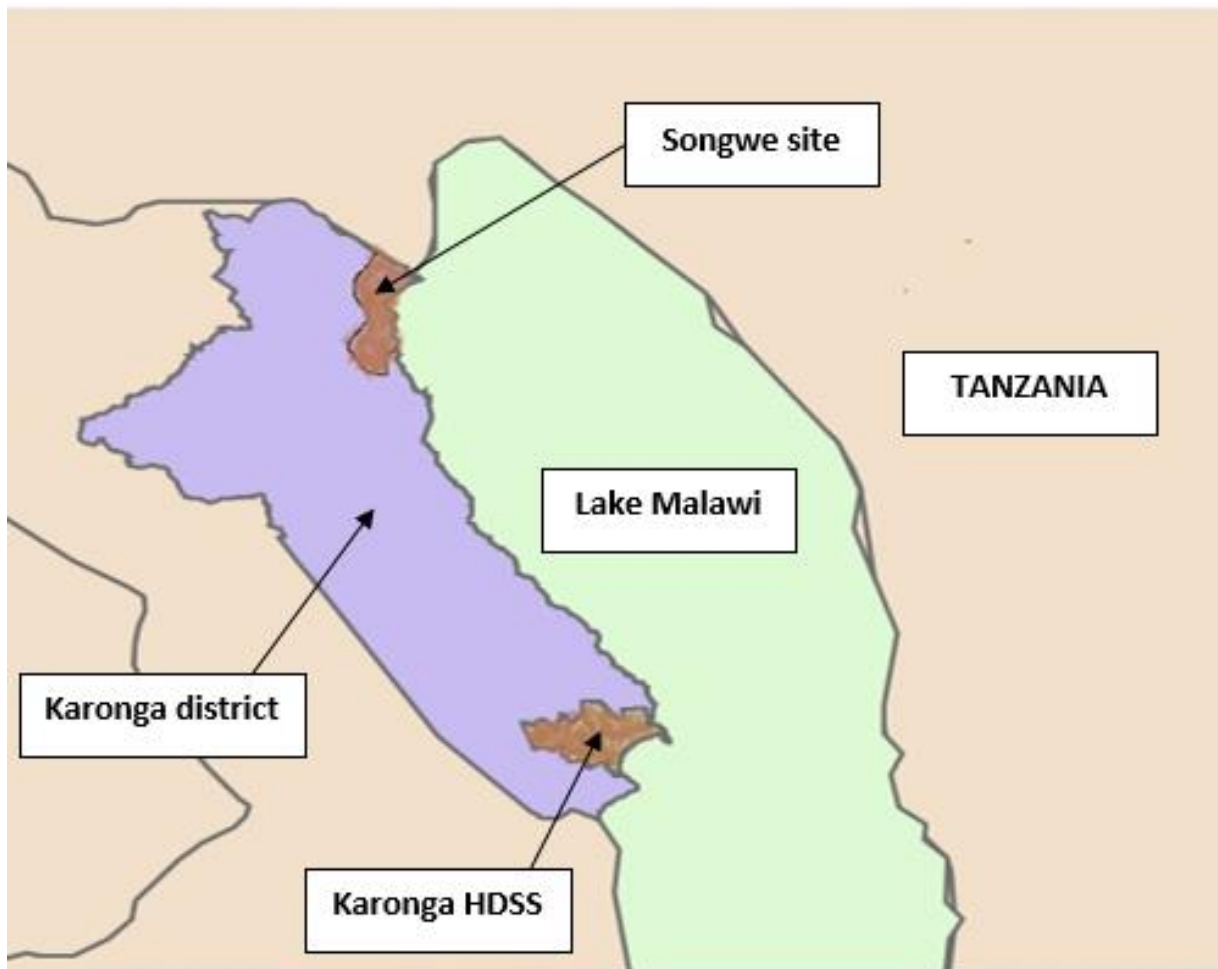 Songwe site
TANZANIA
Lake Malawi
Karonga district
Karonga HDSS